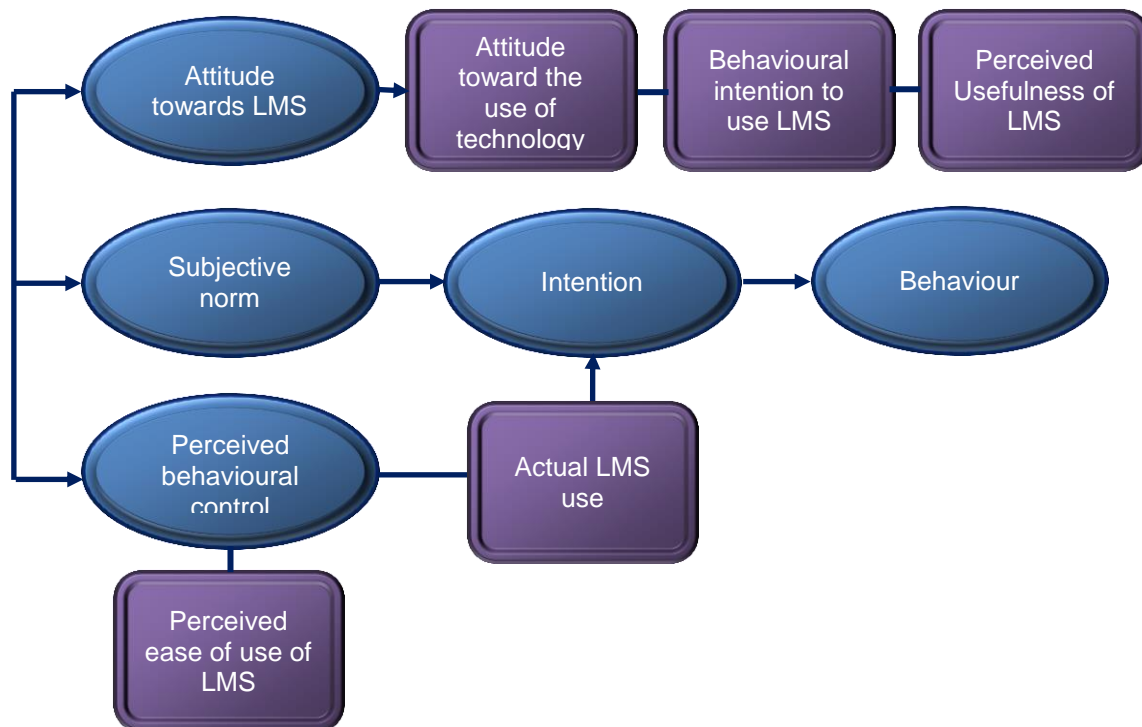 Attitude
towards LMS
Attitude
toward the
use of
technology
Behavioural
intention to
use LMS
Perceived
Usefulness of
LMS
Subjective
norm
Intention
Behaviour
Perceived
behavioural
control
Actual LMS
use
Perceived
ease of use of
LMS